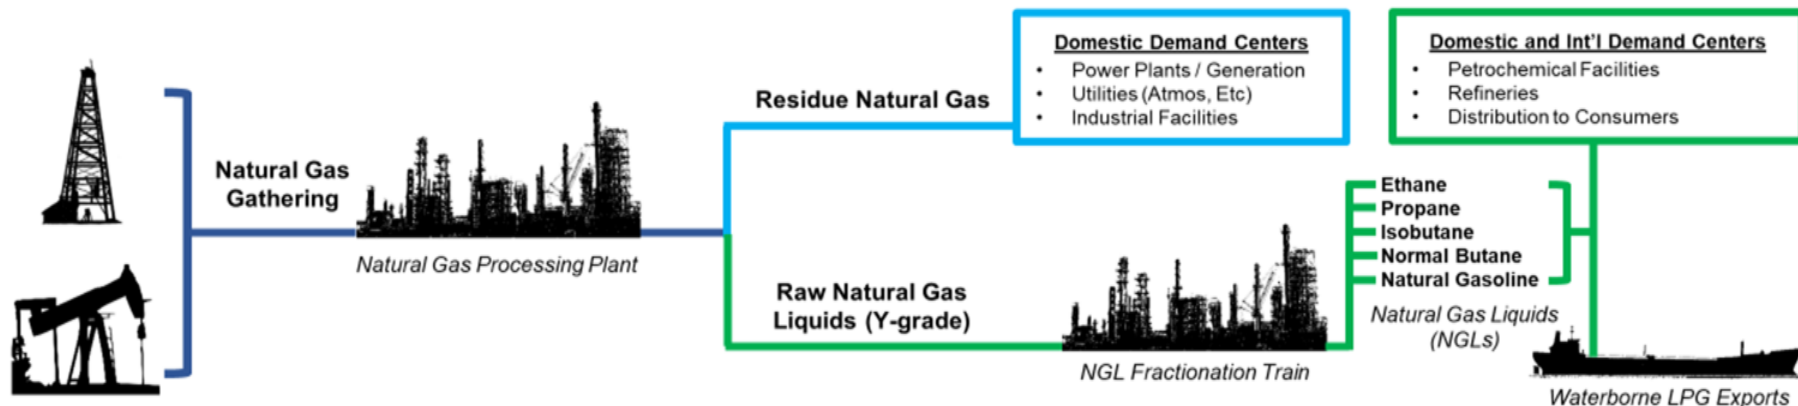 Natural Gas
Gathering
Natural Gas Processing Plant
Residue Natural Gas
Domestic Demand Centers
• Power Plants / Generation
• Utilities (Atmos, Etc)
• Industrial Facilities
Raw Natural Gas
Liquids (Y-grade)
NGL Fractionation Train
Domestic and Int'l Demand Centers
• Petrochemical Facilities
• Refineries
• Distribution to Consumers
Ethane
Propane
Isobutane
Normal Butane
Natural Gasoline
Natural Gas Liquids
(NGLs)
Waterborne LPG Exports